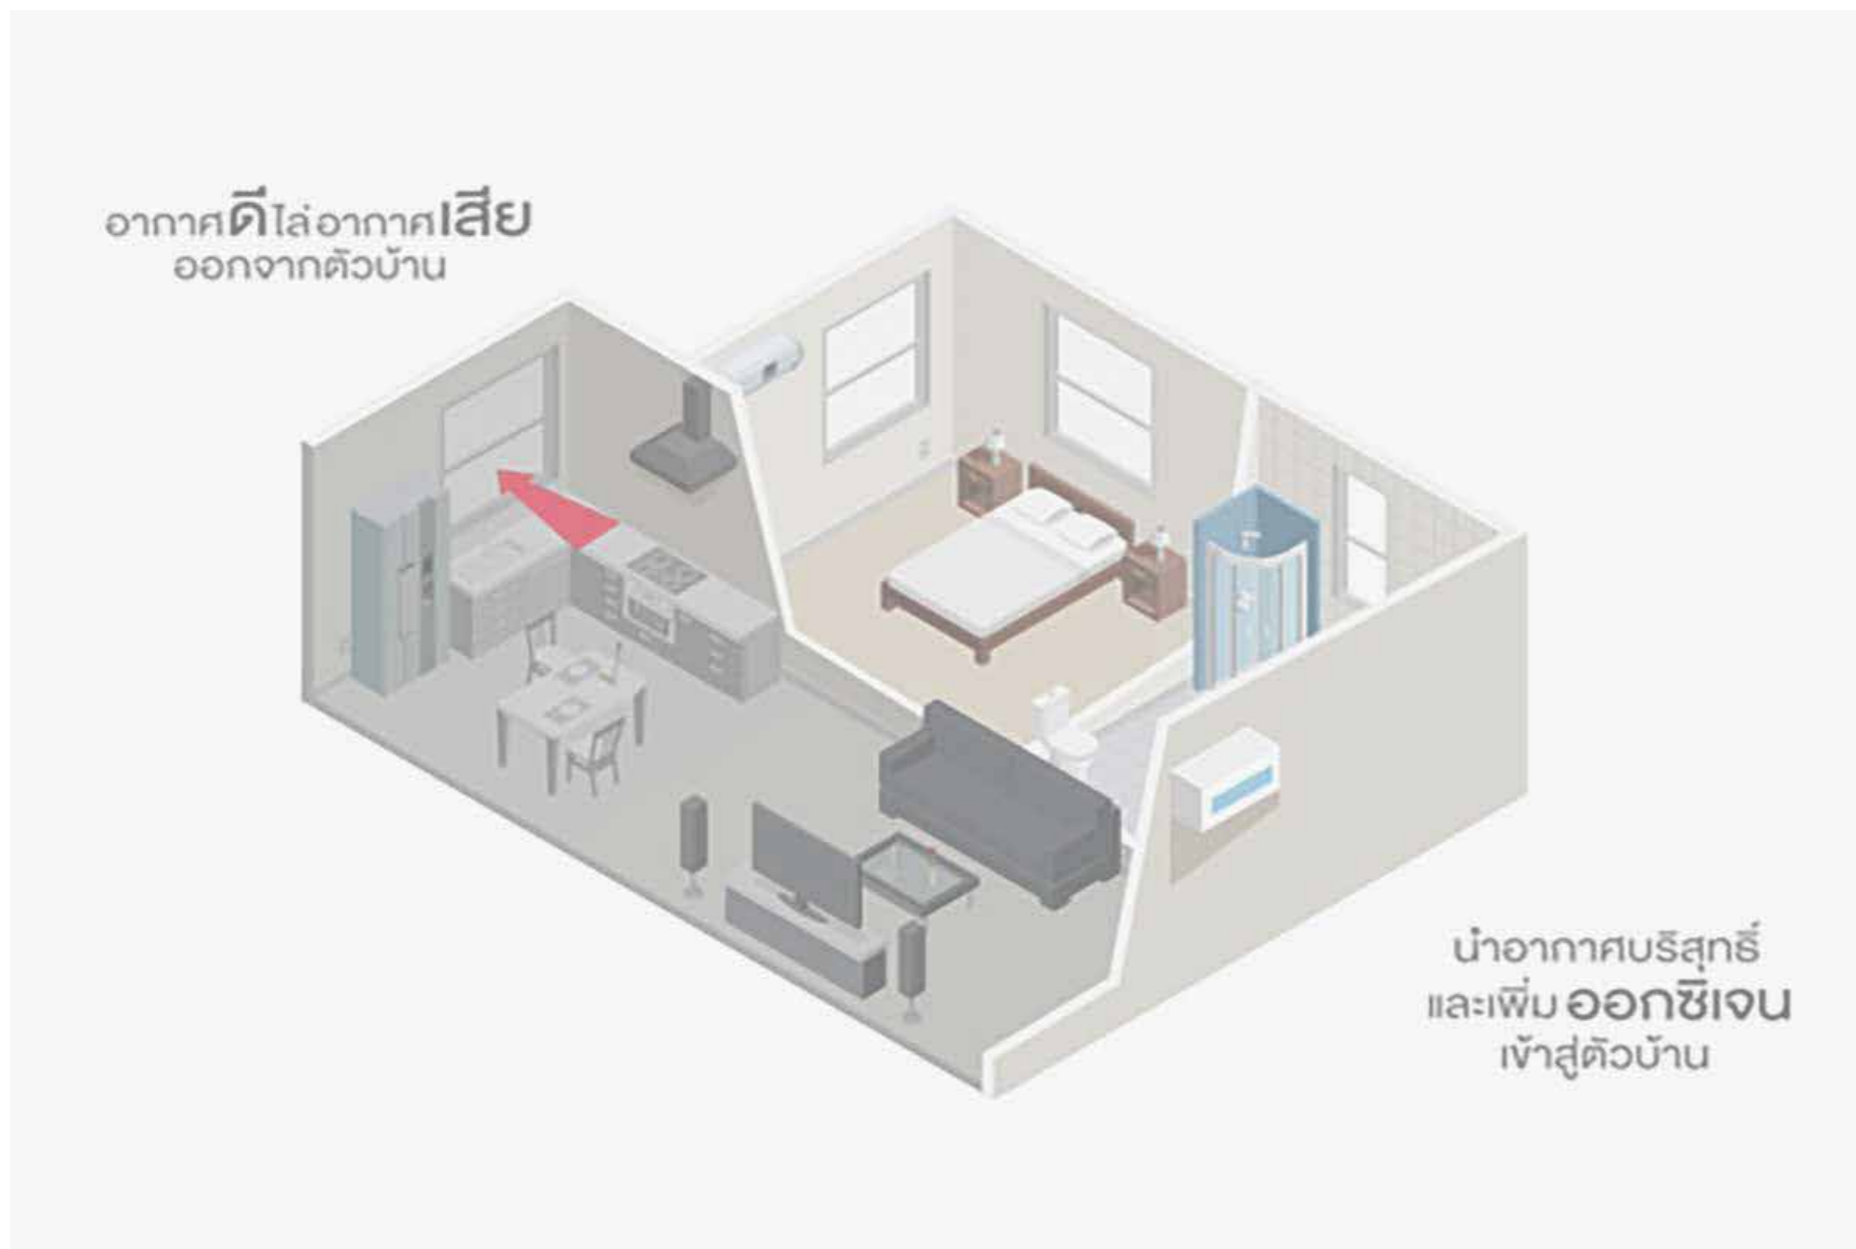 อากาศดีไล่อากาศเสีย
ออกจากตัวบ้าน
นำอากาศบริสุทธิ์
และเพิ่มออกซิเจน
เข้าสู่ตัวบ้าน